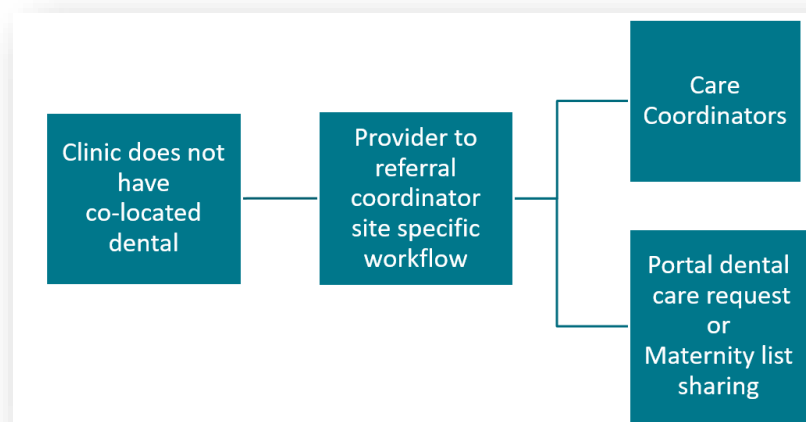 Clinic does not
have
co-located
dental
Provider to
referral
coordinator
site specific
workflow
Care
Coordinators
Portal dental
care request
or
Maternity list
sharing